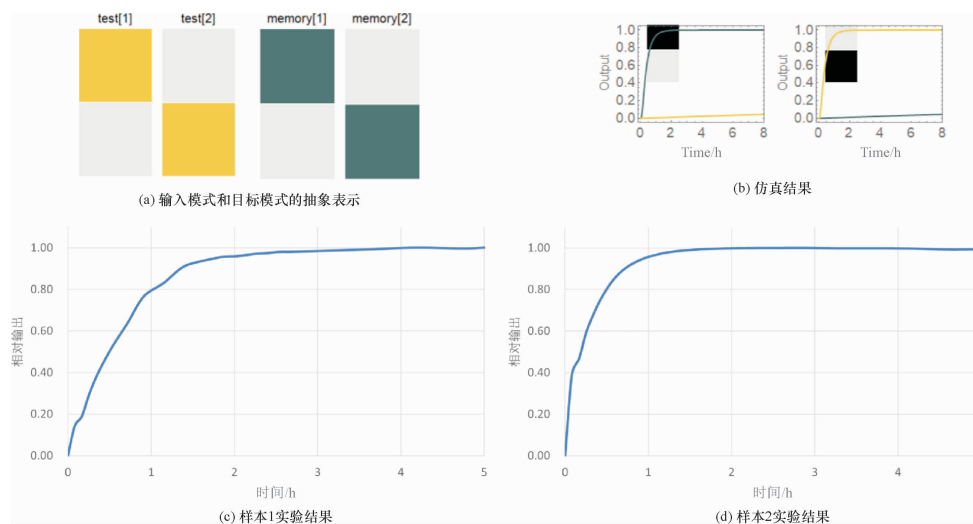 test[1] test[2] memory[1] memory[2]
(a) 输入模式和目标模式的抽象表示
Output
1.0
0.8
0.6
0.4
0.2
0.0
0 2 4 6 8
Time/h
Output
1.0
0.8
0.6
0.4
0.2
0.0
0 2 4 6 8
Time/h
(b) 仿真结果
相对输出
1.00
0.80
0.60
0.40
0.20
0.00
0 1 2 3 4 5
时间/h
(c) 样本1实验结果
相对输出
1.00
0.80
0.60
0.40
0.20
0.00
0 1 2 3 4
时间/h
(d) 样本2实验结果